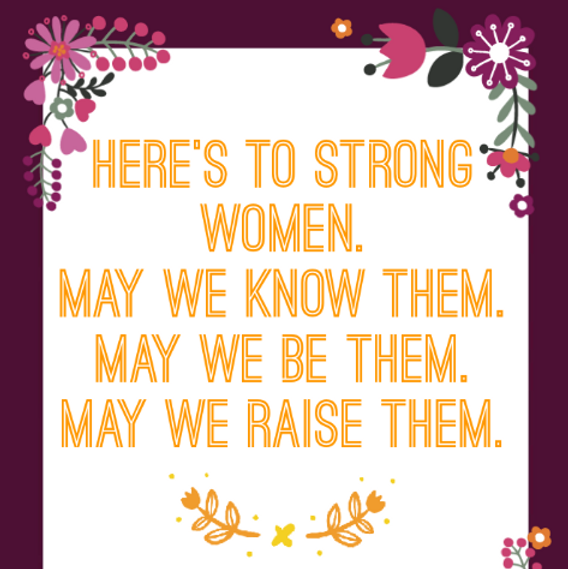 HERE'S TO STRONG
WOMEN.
MAY WE KNOW THEM.
MAY WE BE THEM.
MAY WE RAISE THEM.